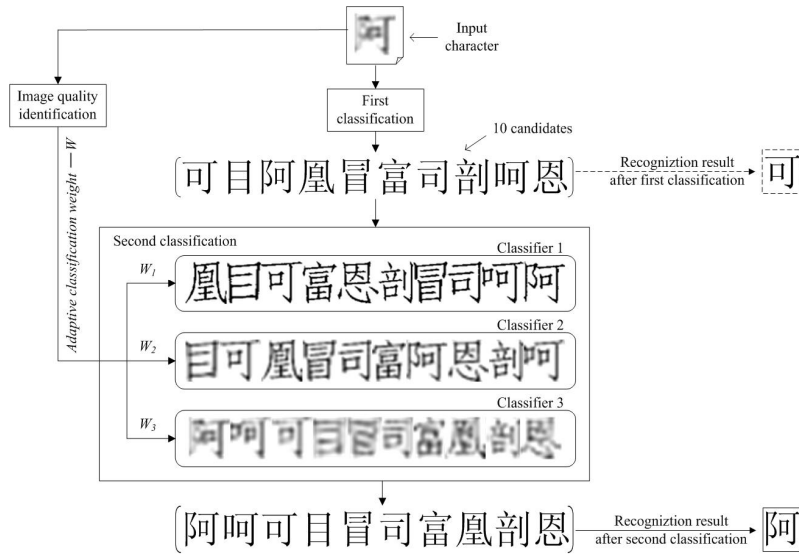 阿
Input
character
Image quality
identification
First
classification
10 candidates
(可目阿凰冒富司剖呵恩)
Recogniztion result
after first classification
可
Adaptive classification weight — W
Second classification
Classifier 1
W1
凰目可富恩剖冒司呵阿
Classifier 2
W2
目可凰冒司富阿恩剖呵
Classifier 3
W3
阿呵可目冒司富凰剖恩
(阿呵可目冒司富凰剖恩)
Recogniztion result
after second classification
阿